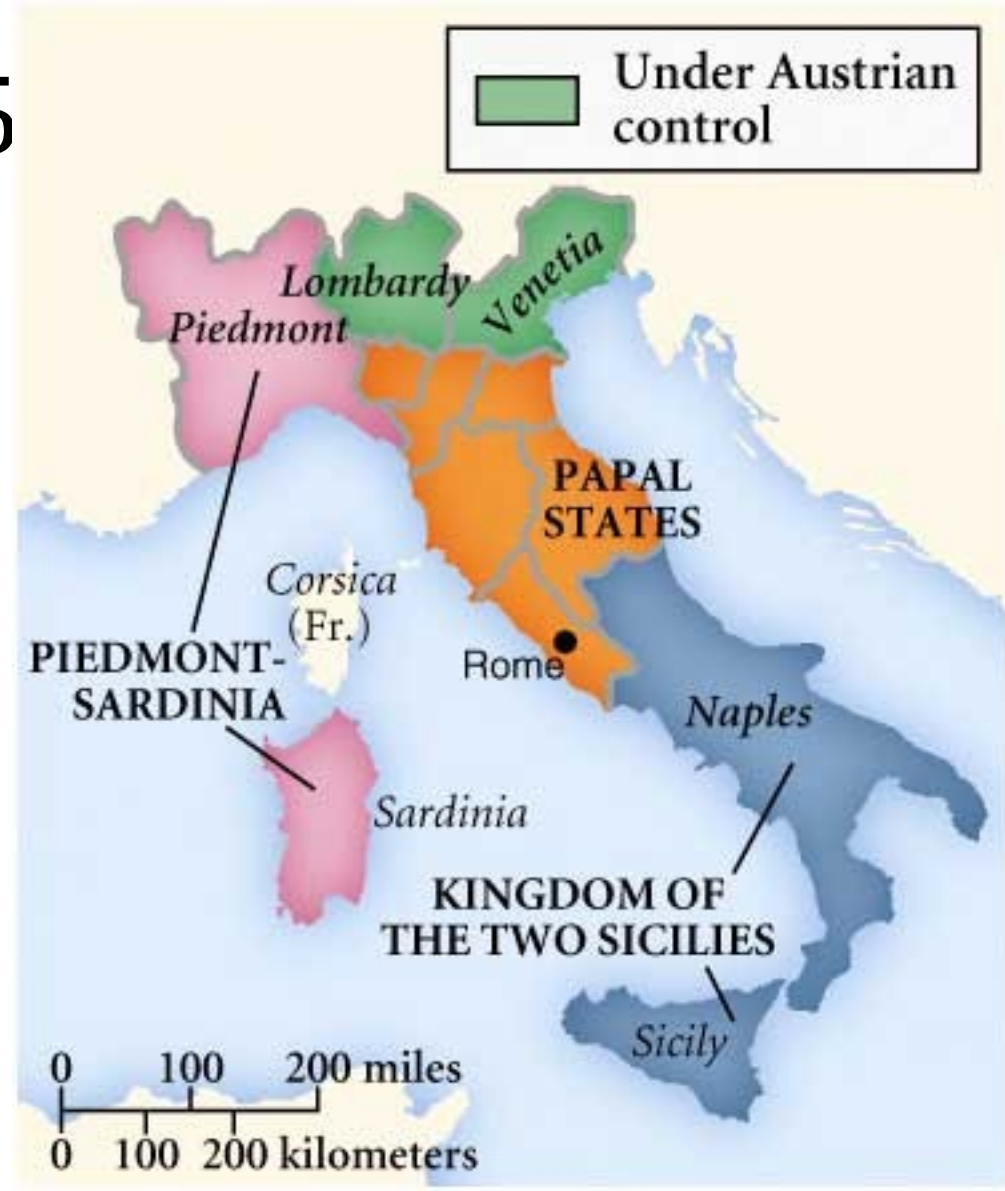 Under Austrian
control
Lombardy
Venetia
Piedmont
PAPAL
STATES
Corsica
(Fr.)
PIEDMONT-
SARDINIA
Rome
Naples
Sardinia
KINGDOM OF
THE TWO SICILIES
Sicily
0 100 200 miles
0 100 200 kilometers